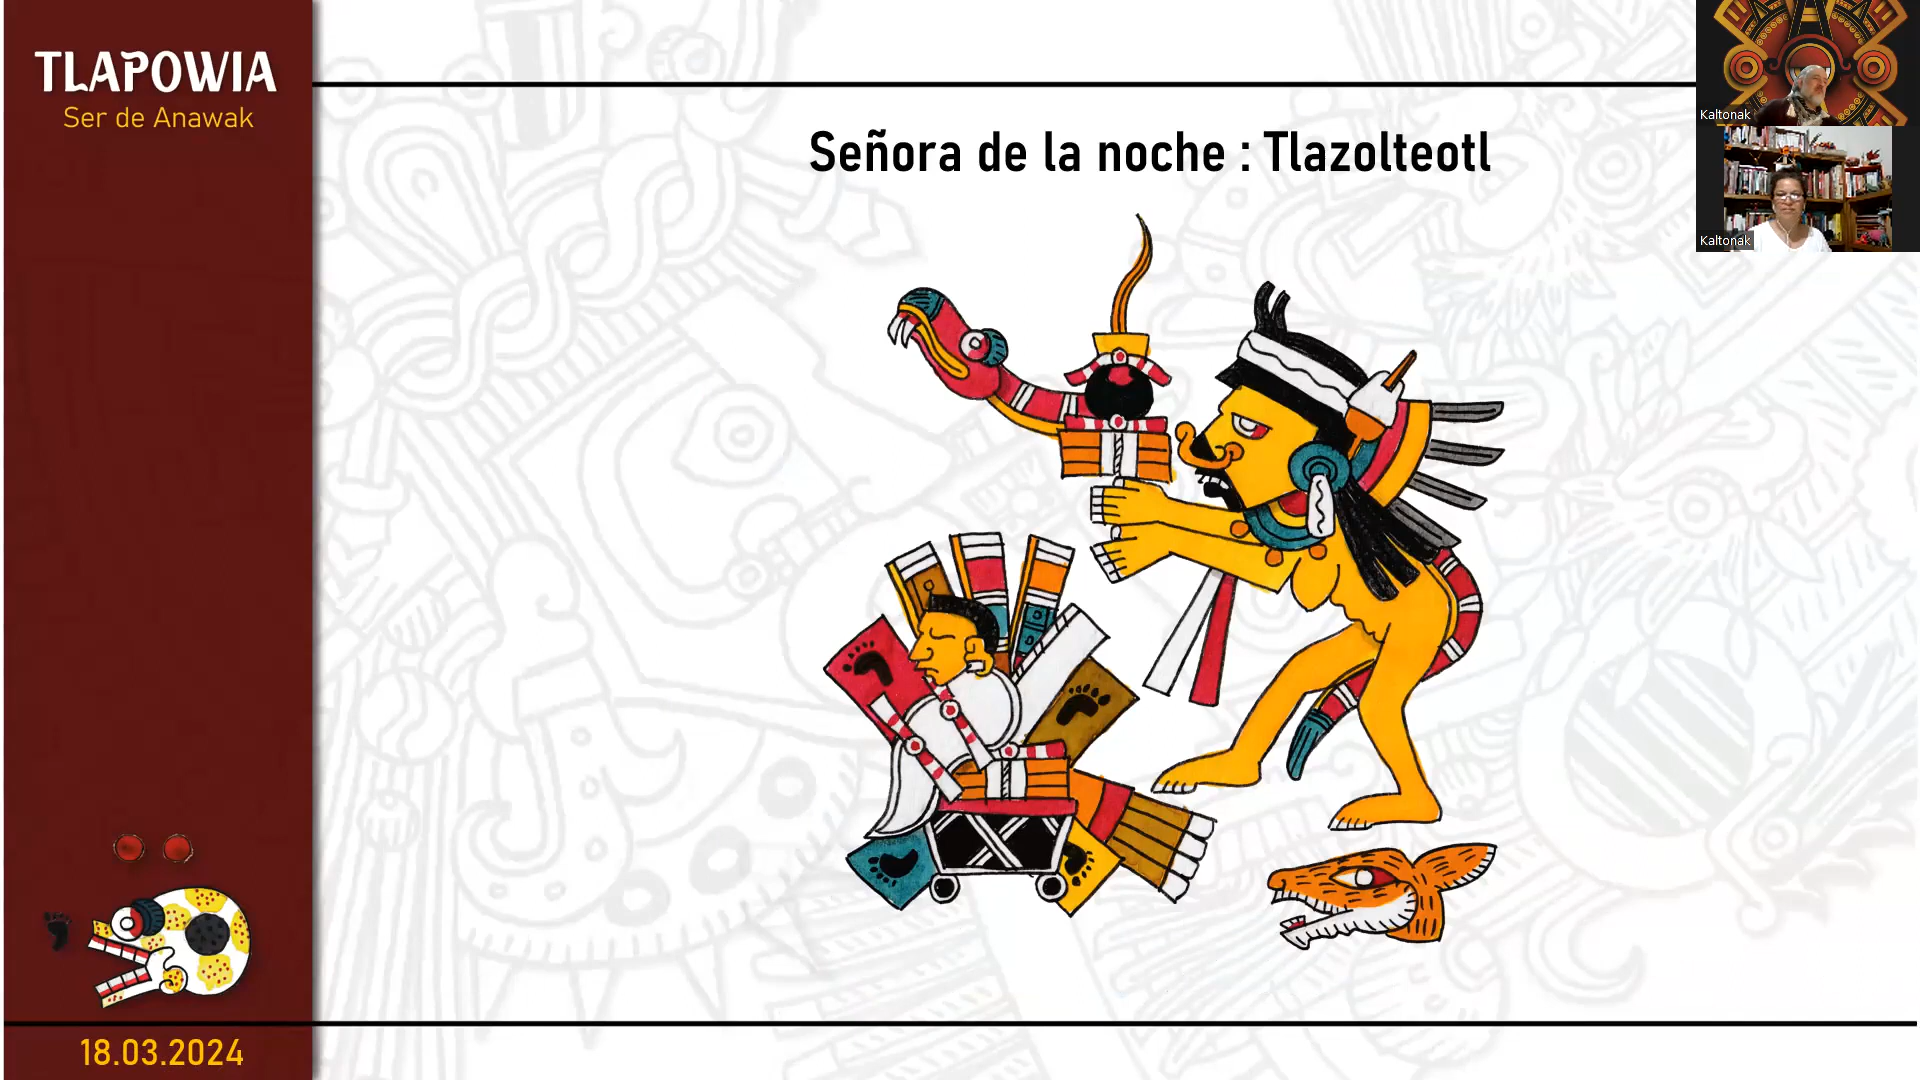 TLAPOWIA
Ser de Anawak
Señora de la noche : Tlazolteotl
Kaltonak
Kaltonak
18.03.2024